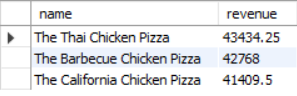 name revenue
The Thai Chicken Pizza 43434.25
The Barbecue Chicken Pizza 42768
The California Chicken Pizza 41409.5